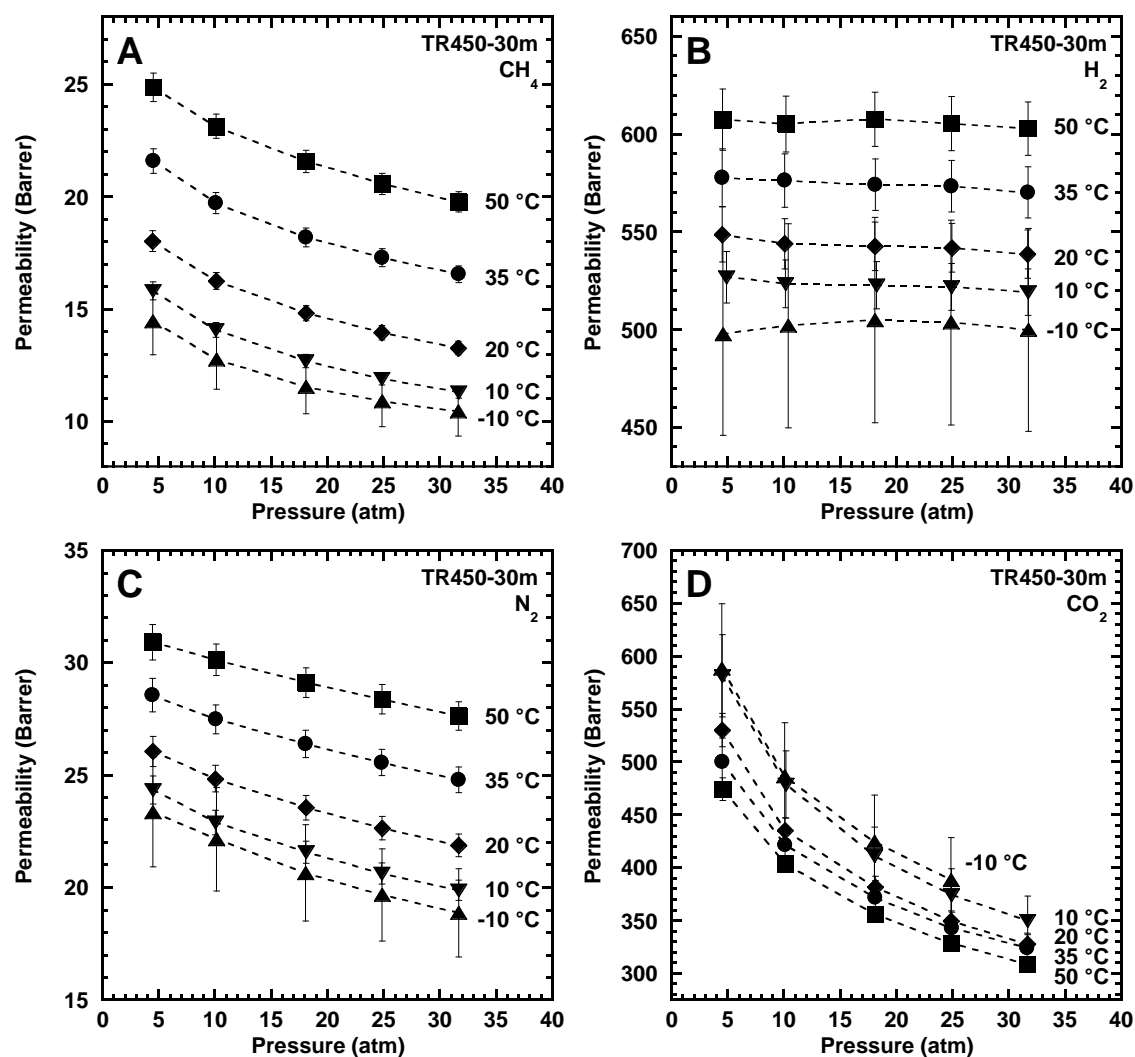 A
TR450-30m
CH4
25
20
15
10
50 °C
35 °C
20 °C
10 °C
-10 °C
0 5 10 15 20 25 30 35 40
Pressure (atm)
Permeability (Barrer)
B
TR450-30m
H2
650
600
550
500
450
50 °C
35 °C
20 °C
10 °C
-10 °C
0 5 10 15 20 25 30 35 40
Pressure (atm)
Permeability (Barrer)
C
TR450-30m
N2
35
30
25
20
15
50 °C
35 °C
20 °C
10 °C
-10 °C
0 5 10 15 20 25 30 35 40
Pressure (atm)
Permeability (Barrer)
D
TR450-30m
CO2
700
650
600
550
500
450
400
350
300
-10 °C
10 °C
20 °C
35 °C
50 °C
0 5 10 15 20 25 30 35 40
Pressure (atm)
Permeability (Barrer)